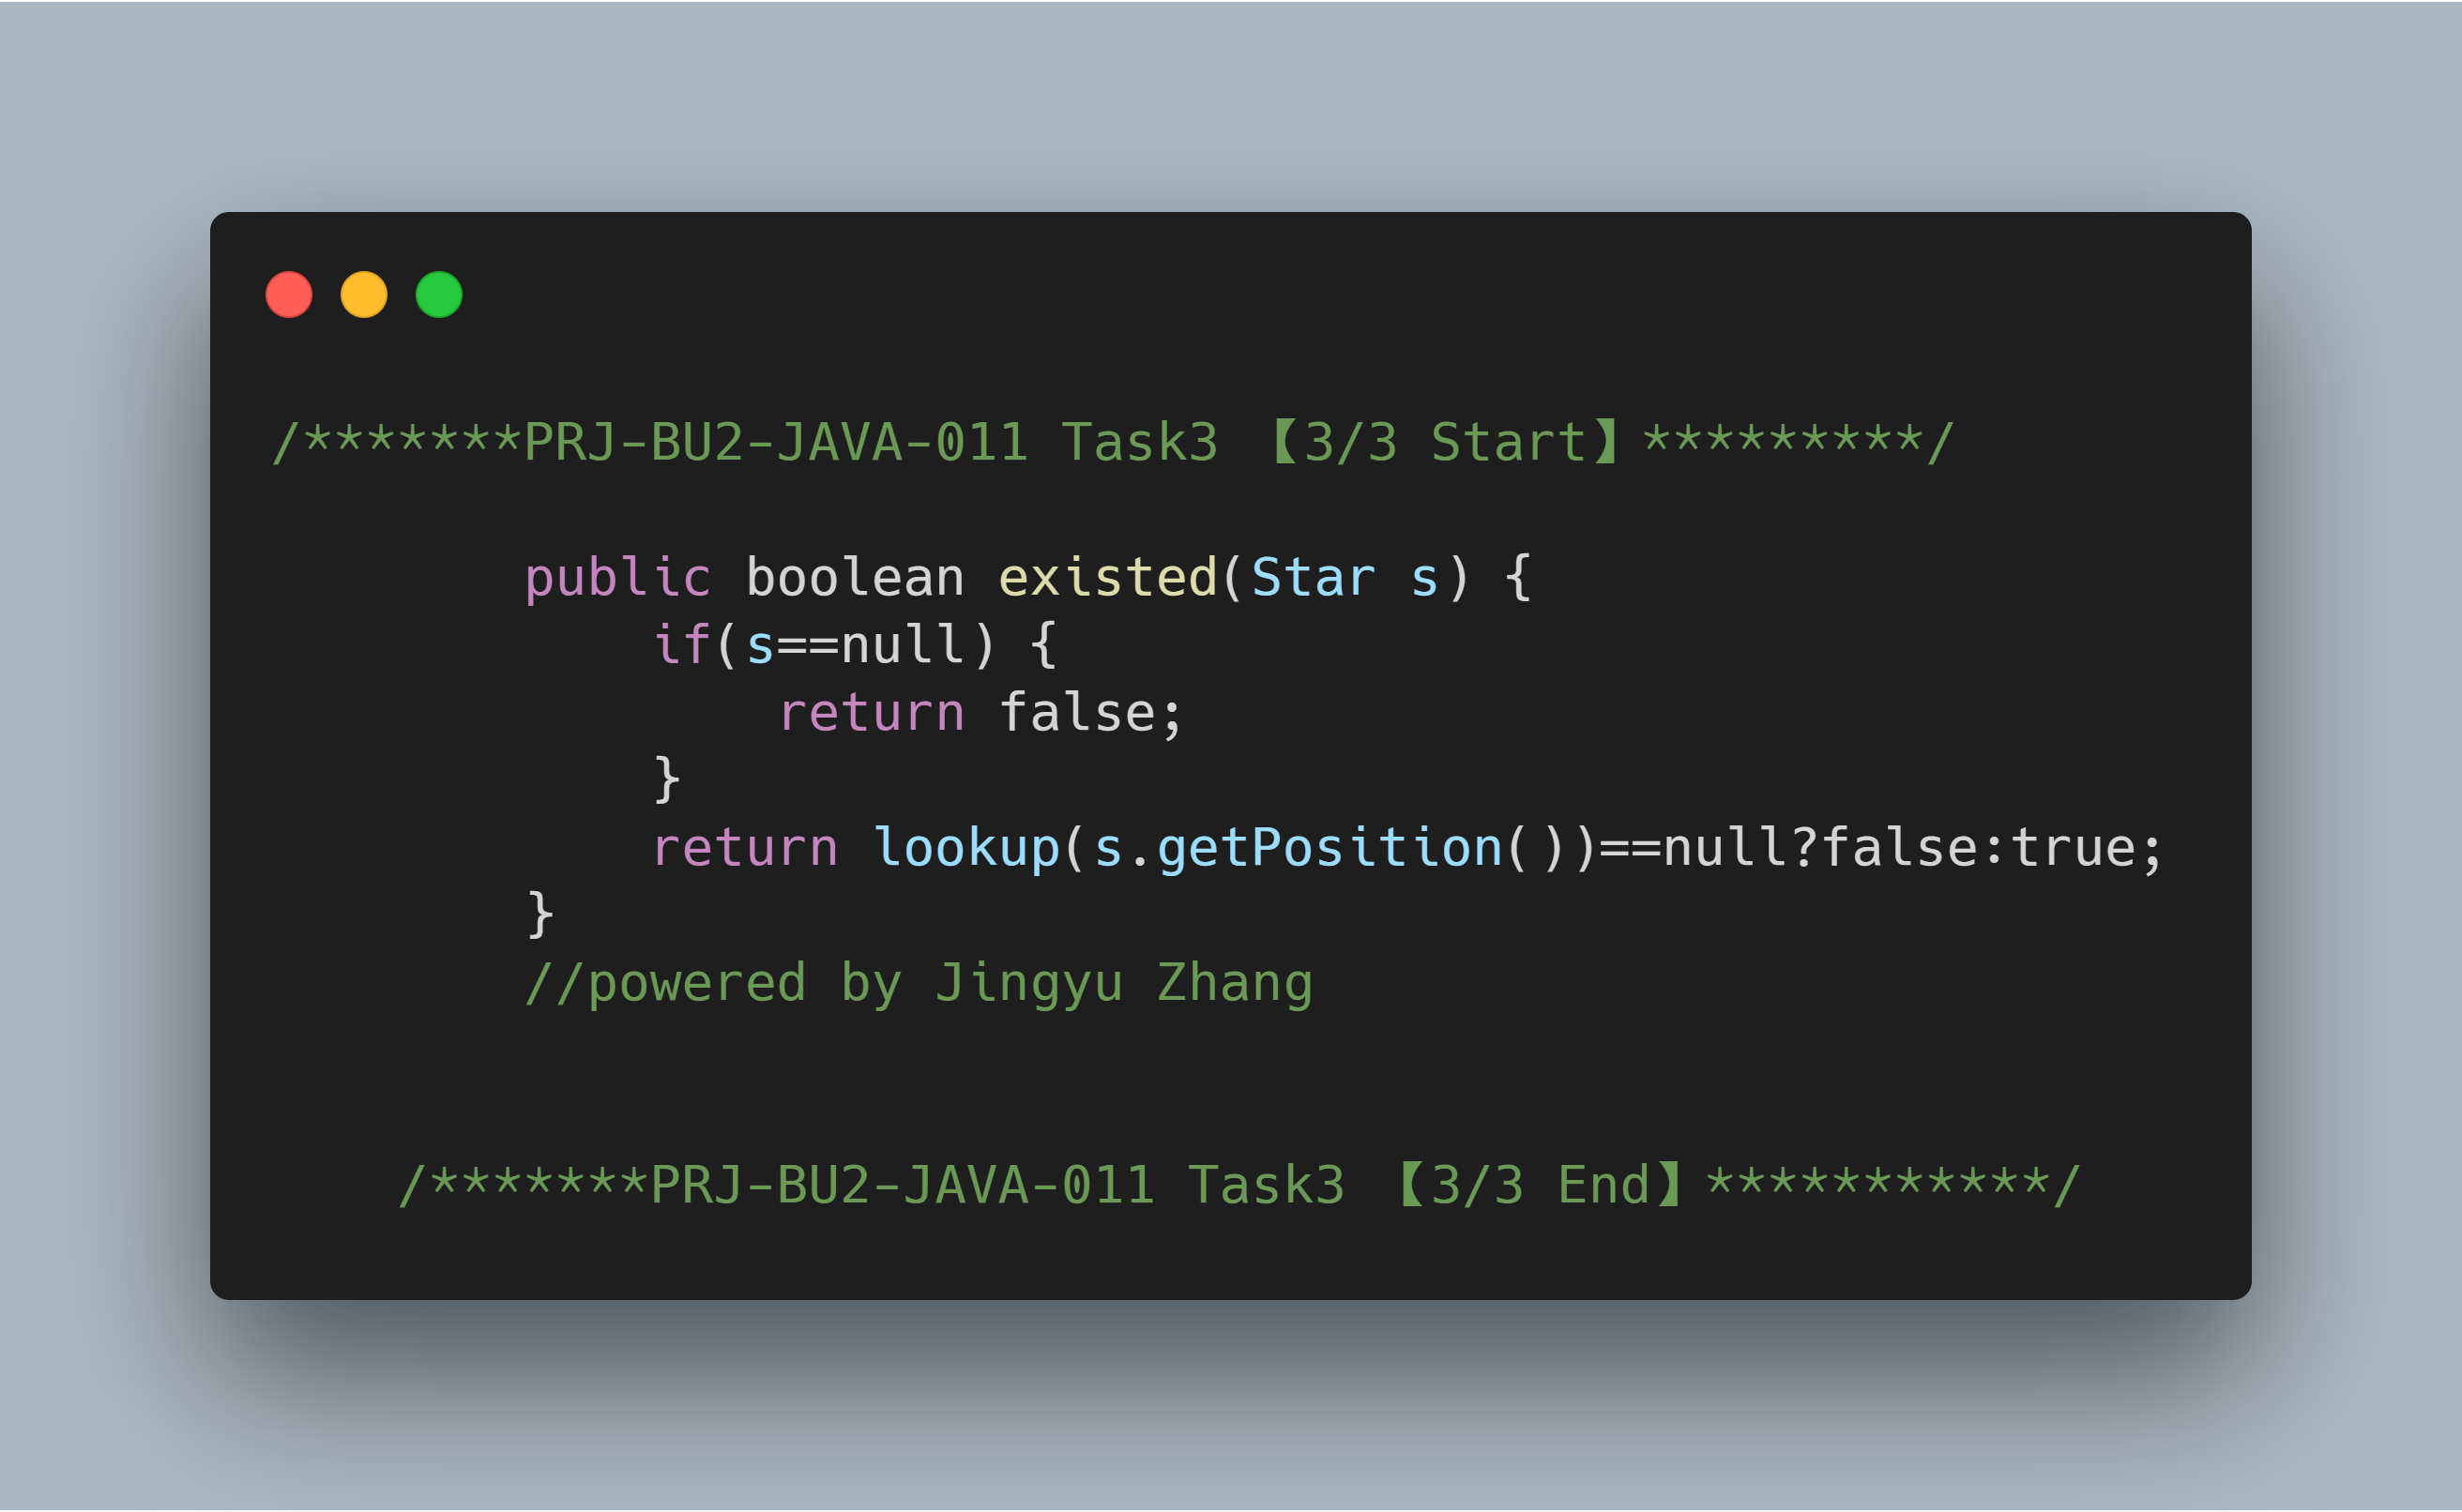 /*******PRJ-BU2-JAVA-011 Task3 【3/3 Start】*********/
public boolean existed(Star s) {
if(s==null) {
return false;
}
return lookup(s.getPosition())==null?false:true;
}
//powered by Jingyu Zhang
/*******PRJ-BU2-JAVA-011 Task3 【3/3 End】***********/